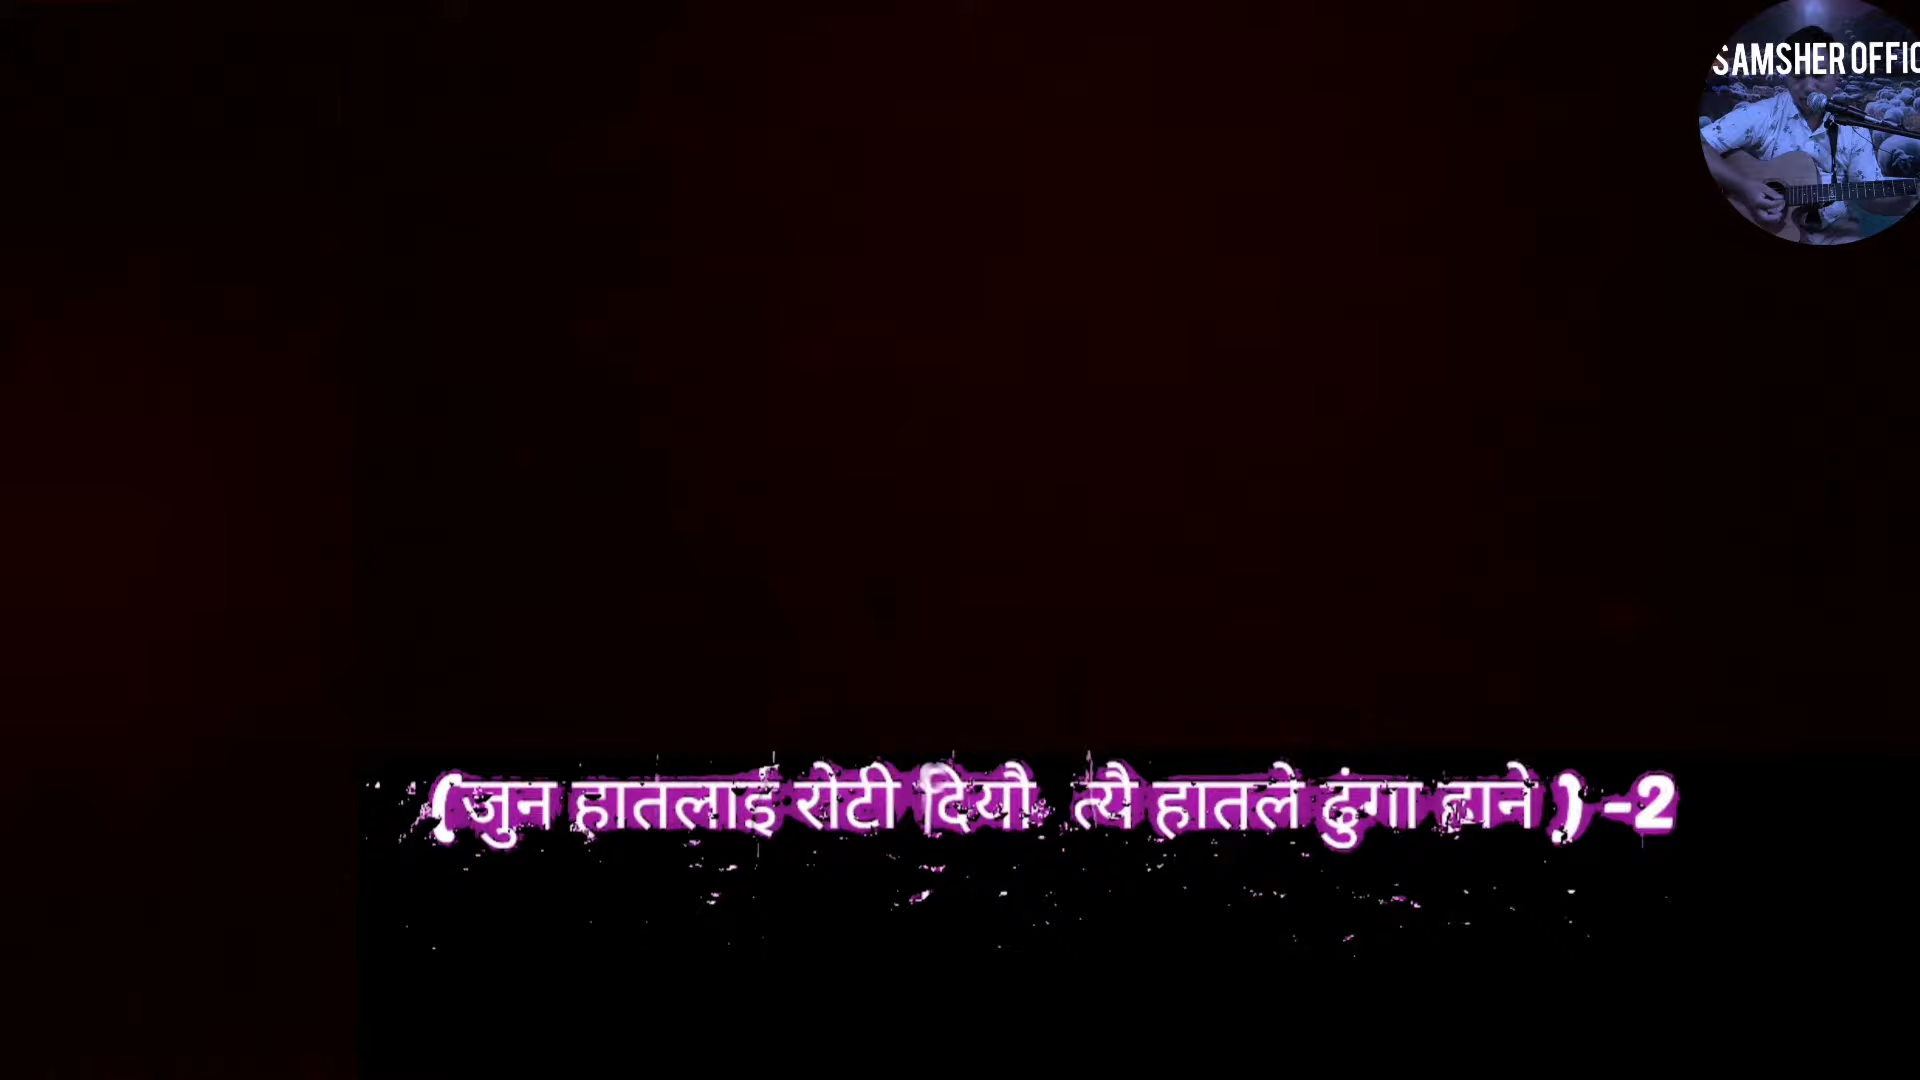 SAMSHER OFFIC
(जुन हातलाइ रोटी दियौ त्यै हातले ढुंगा हाने ) -2